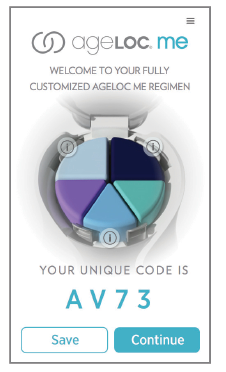 ageLOC. me
WELCOME TO YOUR FULLY
CUSTOMIZED AGELOC ME REGIMEN
i
i
i
YOUR UNIQUE CODE IS
AV73
Save
Continue